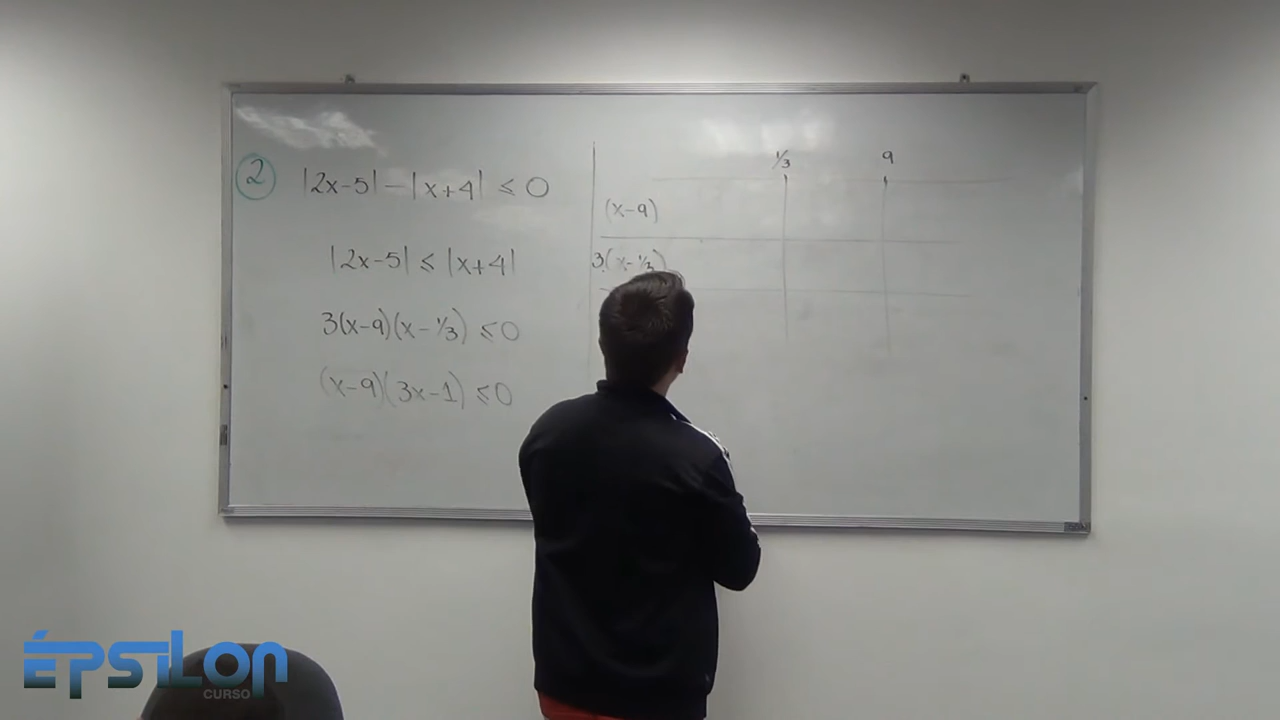 2 |2x-5| - |x+4| ≤ 0
|2x-5| ≤ |x+4|
3(x-9)(x-1/3) ≤ 0
(x-9)(3x-1) ≤ 0
1/3 9
(x-9)
3(x-1/3)
ÉPSILON
CURSO